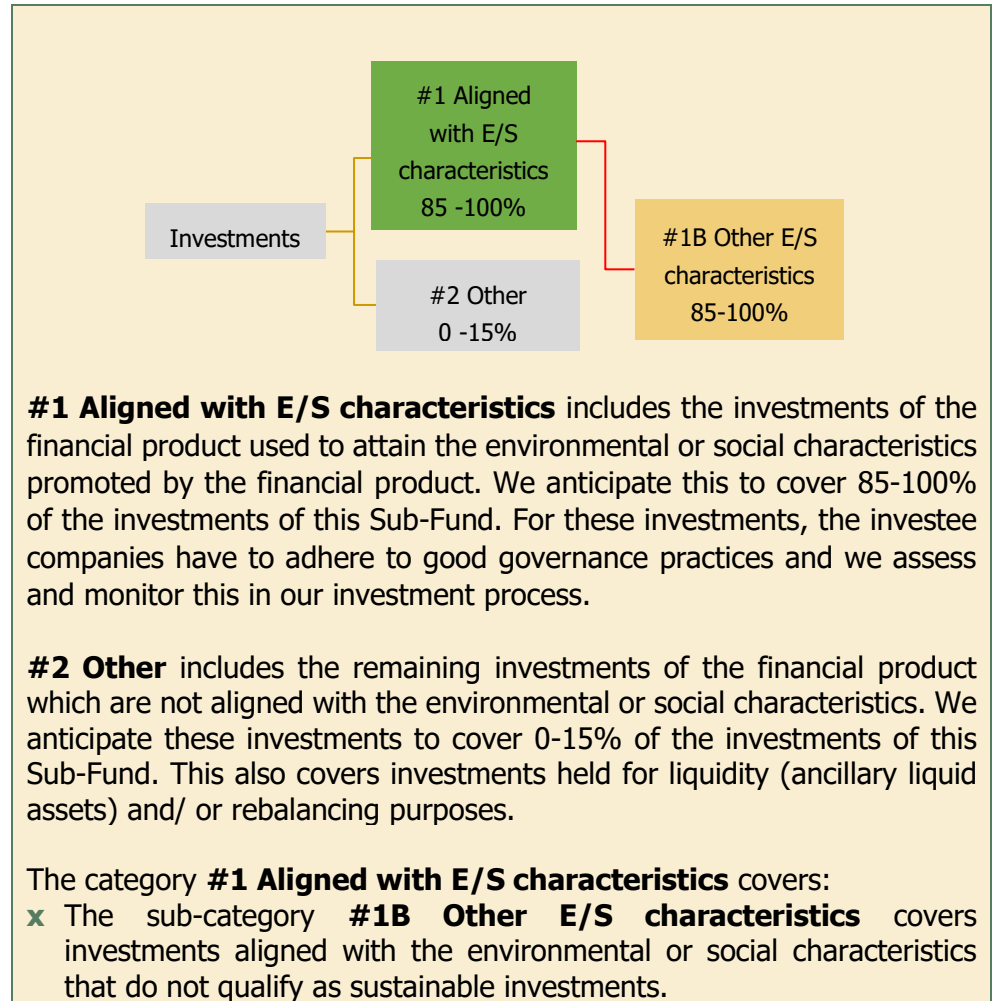 #1 Aligned
with E/S
characteristics
85 -100%
Investments
#1B Other E/S
characteristics
85-100%
#2 Other
0 -15%
#1 Aligned with E/S characteristics includes the investments of the
financial product used to attain the environmental or social characteristics
promoted by the financial product. We anticipate this to cover 85-100%
of the investments of this Sub-Fund. For these investments, the investee
companies have to adhere to good governance practices and we assess
and monitor this in our investment process.
#2 Other includes the remaining investments of the financial product
which are not aligned with the environmental or social characteristics. We
anticipate these investments to cover 0-15% of the investments of this
Sub-Fund. This also covers investments held for liquidity (ancillary liquid
assets) and/ or rebalancing purposes.
The category #1 Aligned with E/S characteristics covers:
x The sub-category #1B Other E/S characteristics covers
investments aligned with the environmental or social characteristics
that do not qualify as sustainable investments.